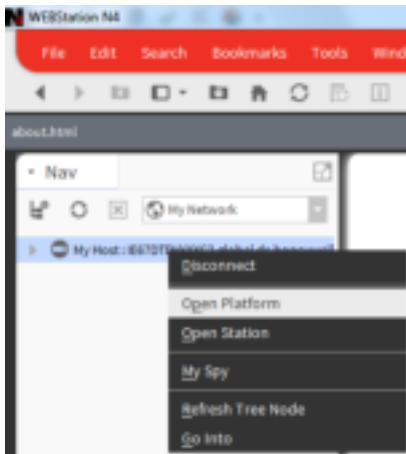 WEBStation N4
File Edit Search Bookmarks Tools Wind
about.html
Nav
My Network
My Host :
Disconnect
Open Platform
Open Station
My Spy
Refresh Tree Node
Go Into